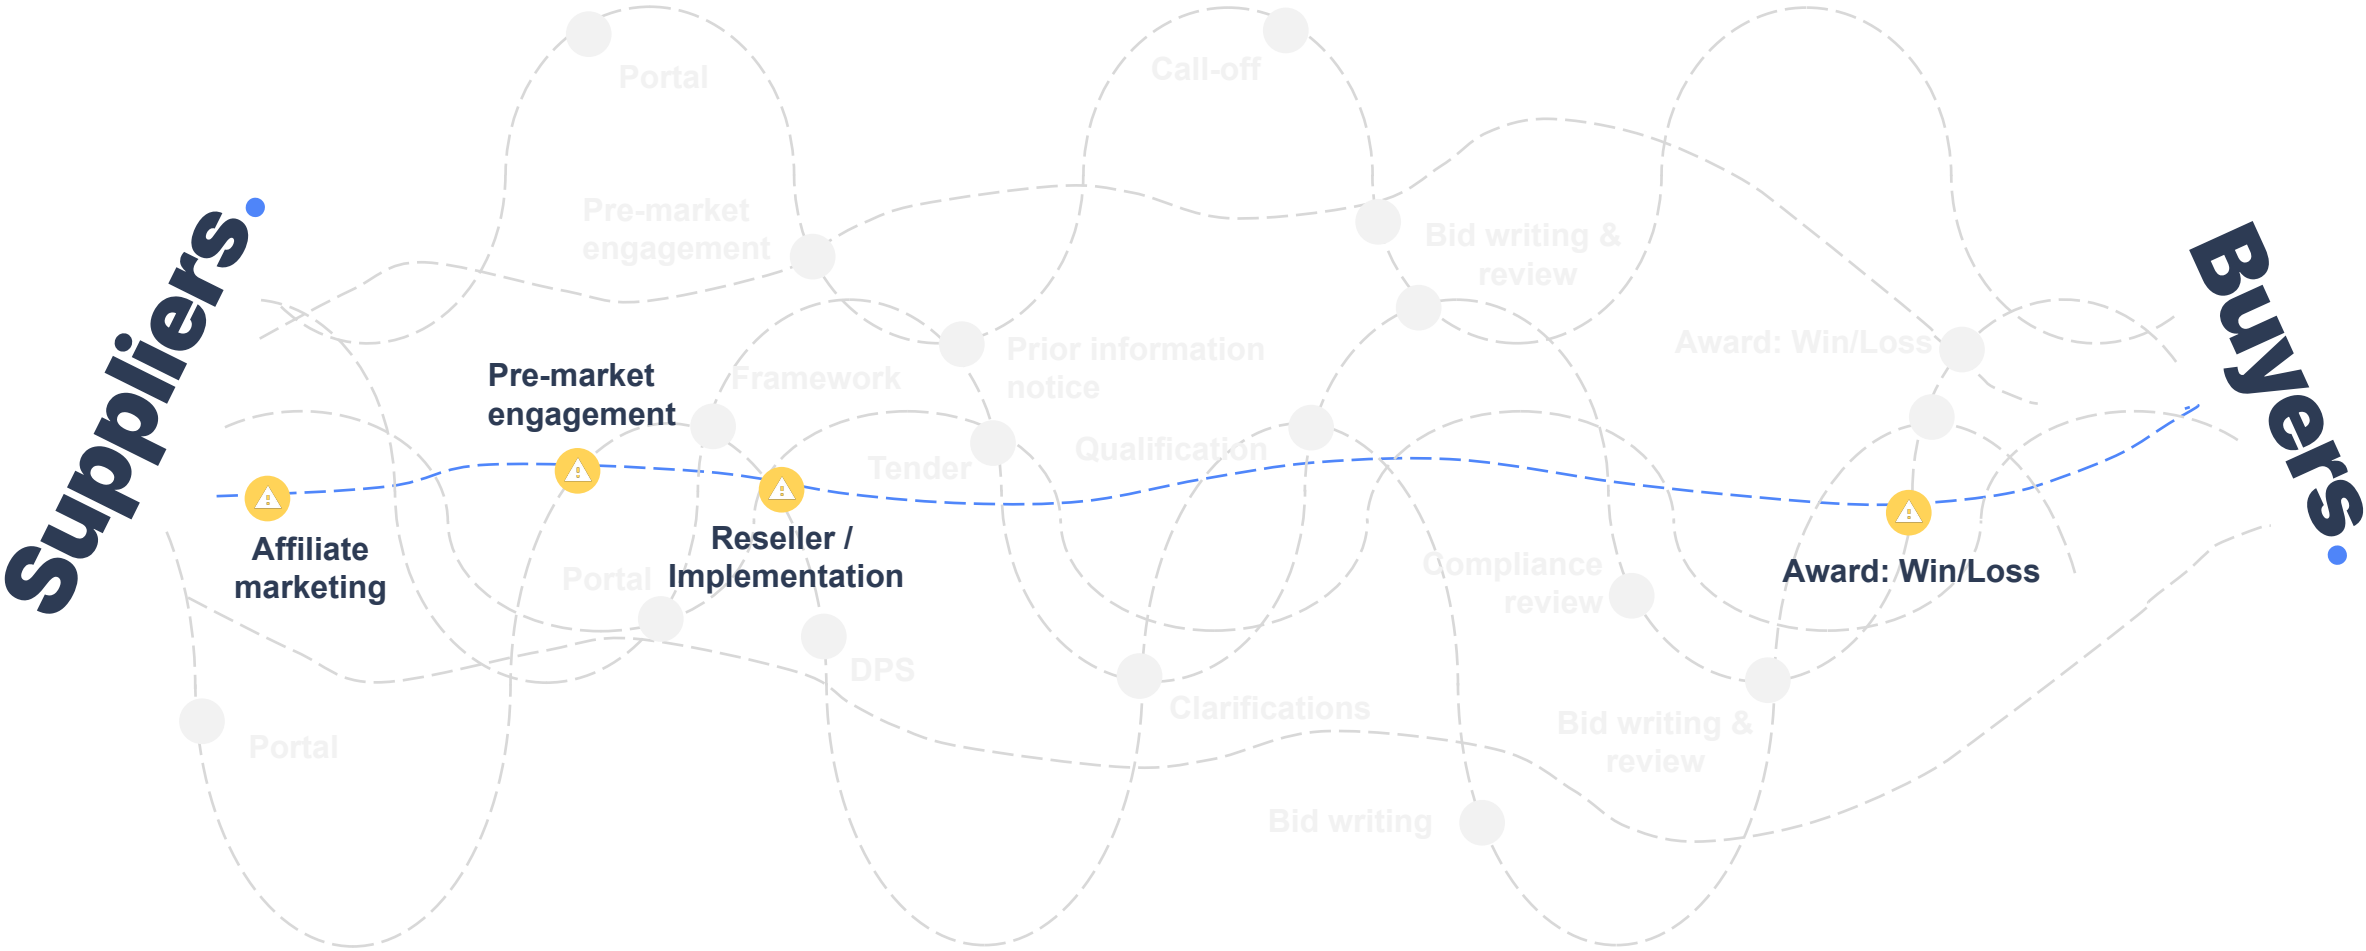 Suppliers.
Portal
Call-off
Pre-market
engagement
Bid writing &
review
Prior information
notice
Award: Win/Loss
Framework
Pre-market
engagement
Tender
Qualification
Affiliate
marketing
Reseller /
Implementation
Portal
Compliance
review
Award: Win/Loss
DPS
Clarifications
Portal
Bid writing &
review
Bid writing
Buyers.